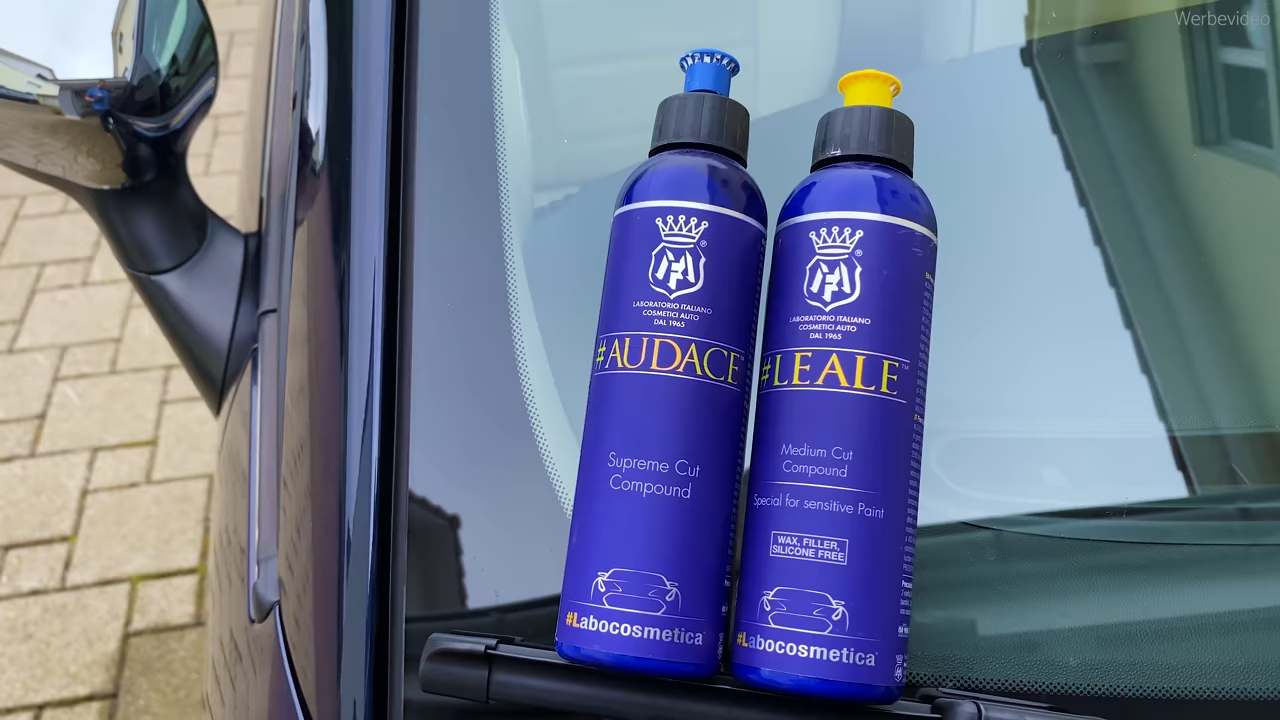 Werbevideo
LABORATORIO ITALIANO
COSMETICI AUTO
DAL 1965
#AUDACE
Supreme Cut
Compound
#Labocosmetica
LABORATORIO ITALIANO
COSMETICI AUTO
DAL 1965
#LEALE™
Medium Cut
Compound
Special for sensitive Paint
WAX, FILLER,
SILICONE FREE
#Labocosmetica